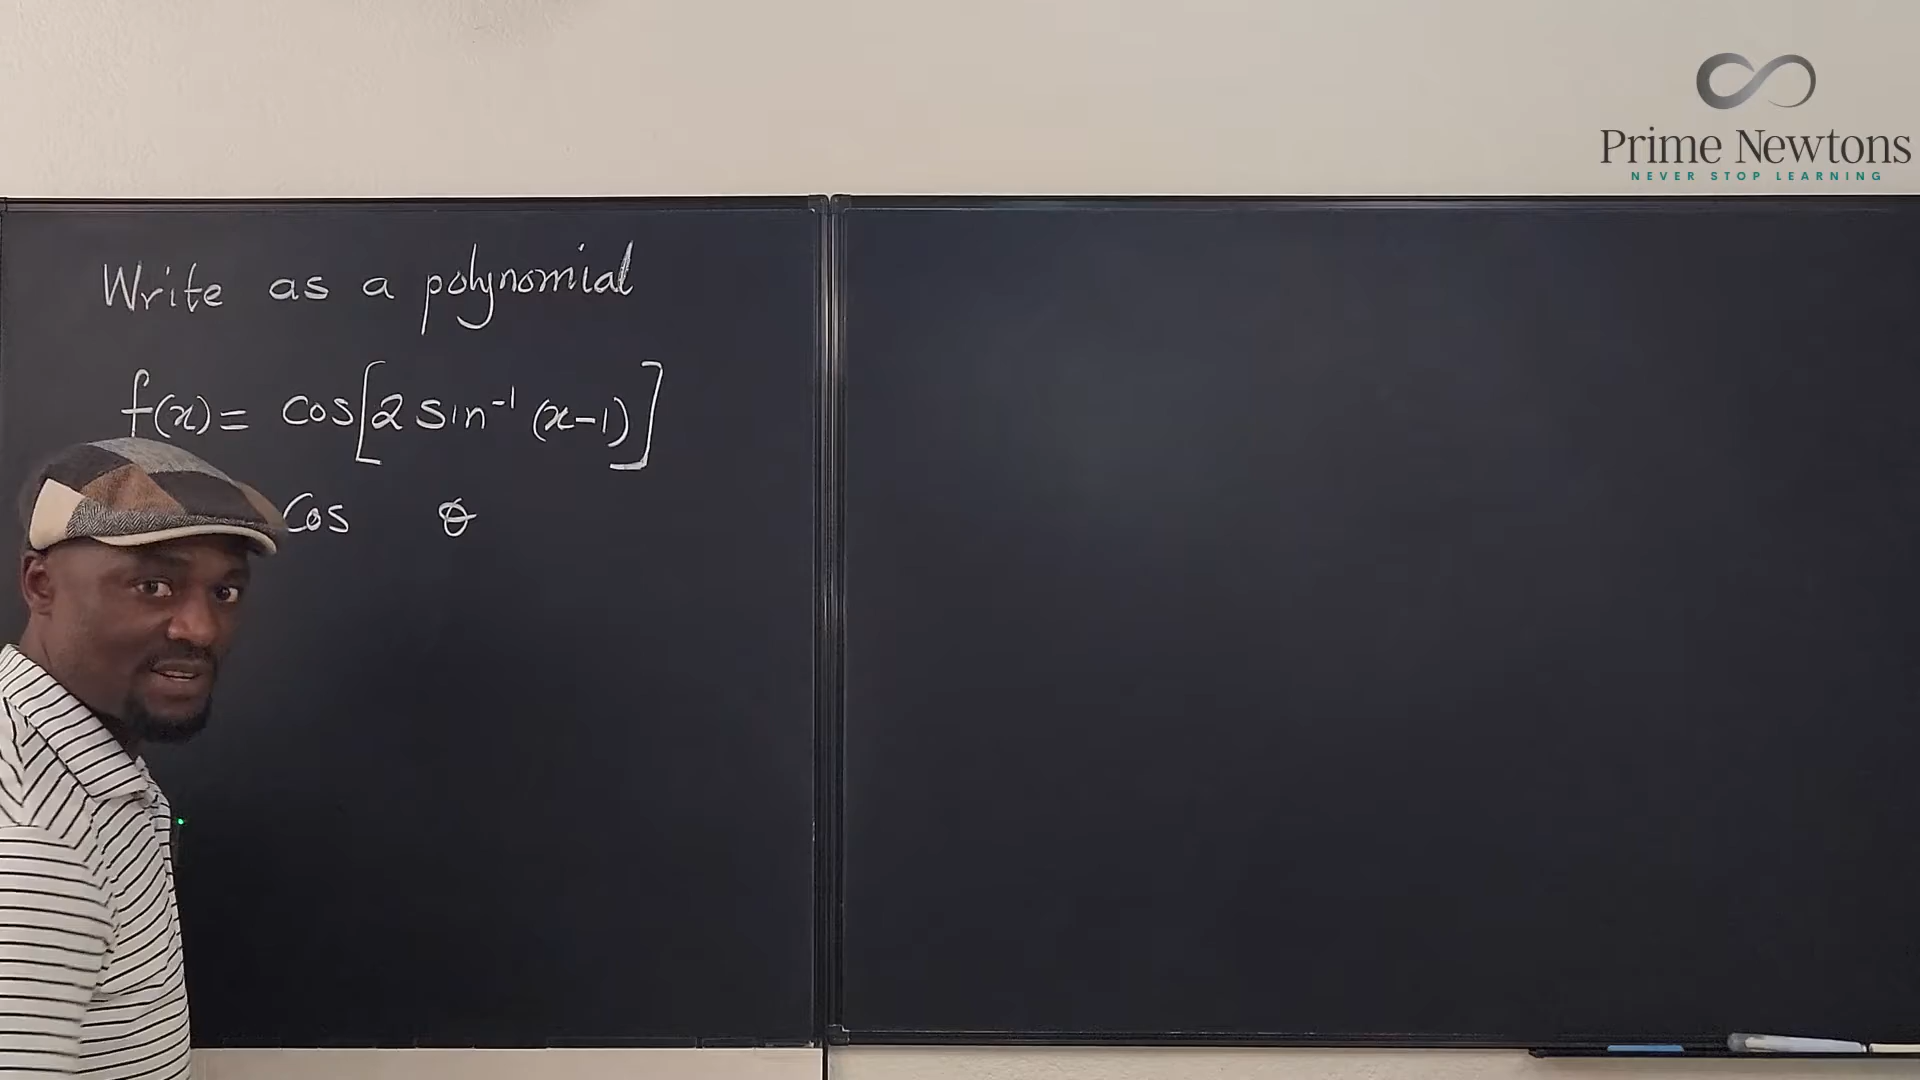 Prime Newtons
NEVER STOP LEARNING
Write as a polynomial
f(x) = cos[2 sin⁻¹ (x-1)]
Cos θ